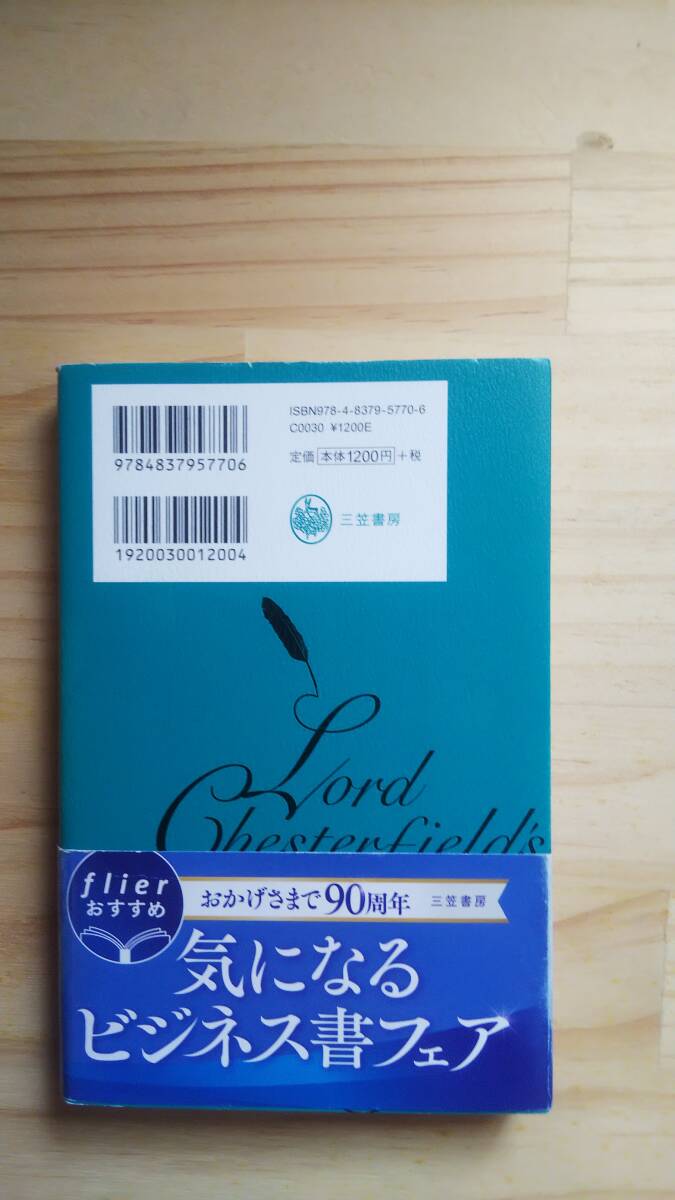 ISBN978-4-8379-5770-6
C0030 ¥1200E
定価 本体1200円+税
9784837957706
1920030012004
三笠書房
Lord
Chesterfield's
flier
おすすめ
おかげさまで90周年 三笠書房
気になる
ビジネス書フェア